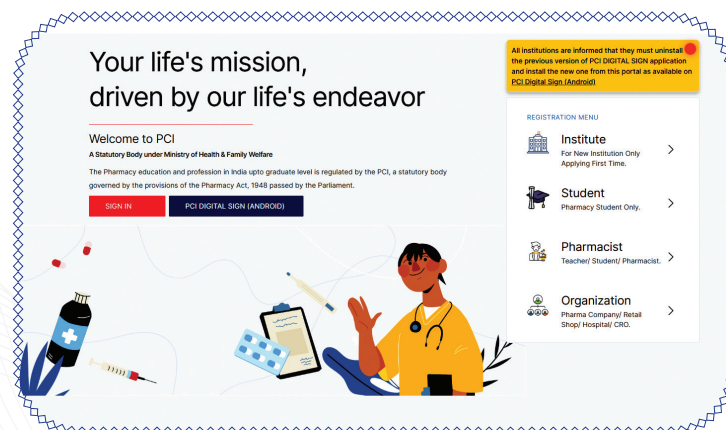 Your life's mission,
driven by our life's endeavor
Welcome to PCI
A Statutory Body under Ministry of Health & Family Welfare
The Pharmacy education and profession in India upto graduate level is regulated by the PCI, a statutory body
governed by the provisions of the Pharmacy Act, 1948 passed by the Parliament.
SIGN IN
PCI DIGITAL SIGN (ANDROID)
All institutions are informed that they must uninstall
the previous version of PCI DIGITAL SIGN application
and install the new one from this portal as available on
PCI Digital Sign (Android)
REGISTRATION MENU
Institute
For New Institution Only
Applying First Time.
Student
Pharmacy Student Only.
Pharmacist
Teacher/ Student/ Pharmacist.
Organization
Pharma Company/ Retail
Shop/ Hospital/ CRO.